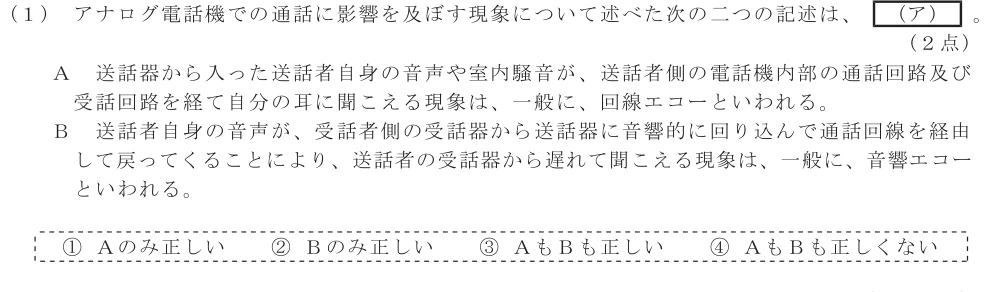 (１) アナログ電話機での通話に影響を及ぼす現象について述べた次の二つの記述は、 (ア) 。
(２点)
Ａ 送話器から入った送話者自身の音声や室内騒音が、送話者側の電話機内部の通話回路及び
受話回路を経て自分の耳に聞こえる現象は、一般に、回線エコーといわれる。
Ｂ 送話者自身の音声が、受話者側の受話器から送話器に音響的に回り込んで通話回線を経由
して戻ってくることにより、送話者の受話器から遅れて聞こえる現象は、一般に、音響エコー
といわれる。
① Ａのみ正しい ② Ｂのみ正しい ③ ＡもＢも正しい ④ ＡもＢも正しくない